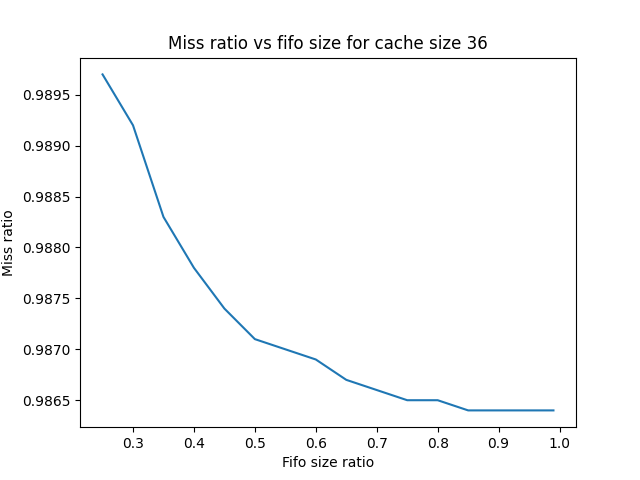 Miss ratio vs fifo size for cache size 36
0.9895
0.9890
0.9885
0.9880
0.9875
0.9870
0.9865
Miss ratio
0.3 0.4 0.5 0.6 0.7 0.8 0.9 1.0
Fifo size ratio